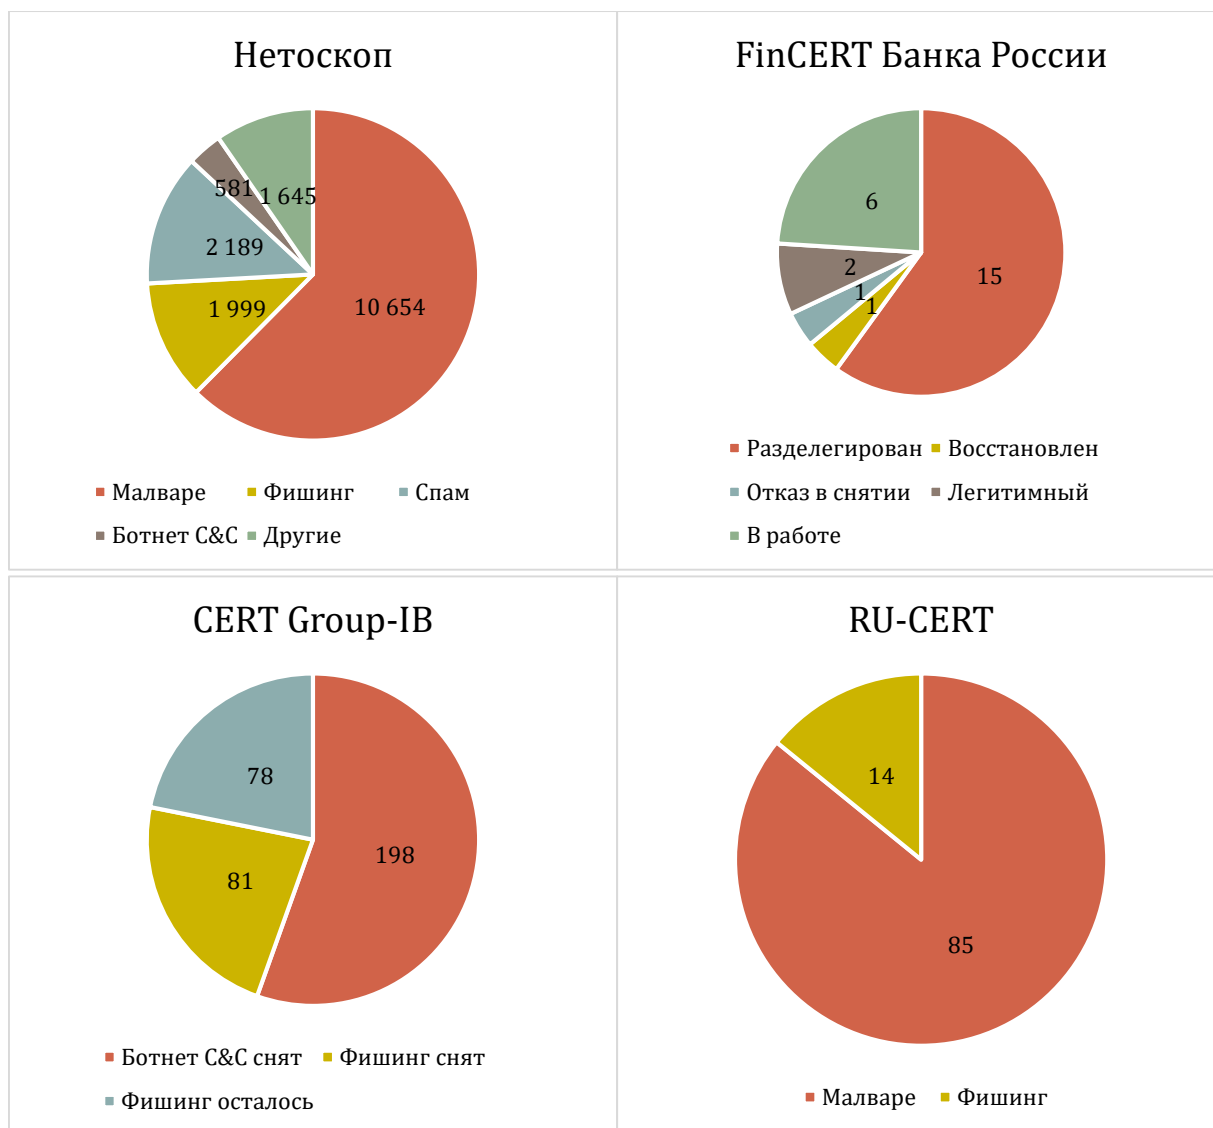 Нетоскоп
581
1 645
2 189
1 999
10 654
Малваре Фишинг Спам
Ботнет C&C Другие
FinCERT Банка России
6
2
1
1
15
Разделегирован Восстановлен
Отказ в снятии Легитимный
В работе
CERT Group-IB
78
81
198
Ботнет C&C снят Фишинг снят
Фишинг осталось
RU-CERT
14
85
Малваре Фишинг